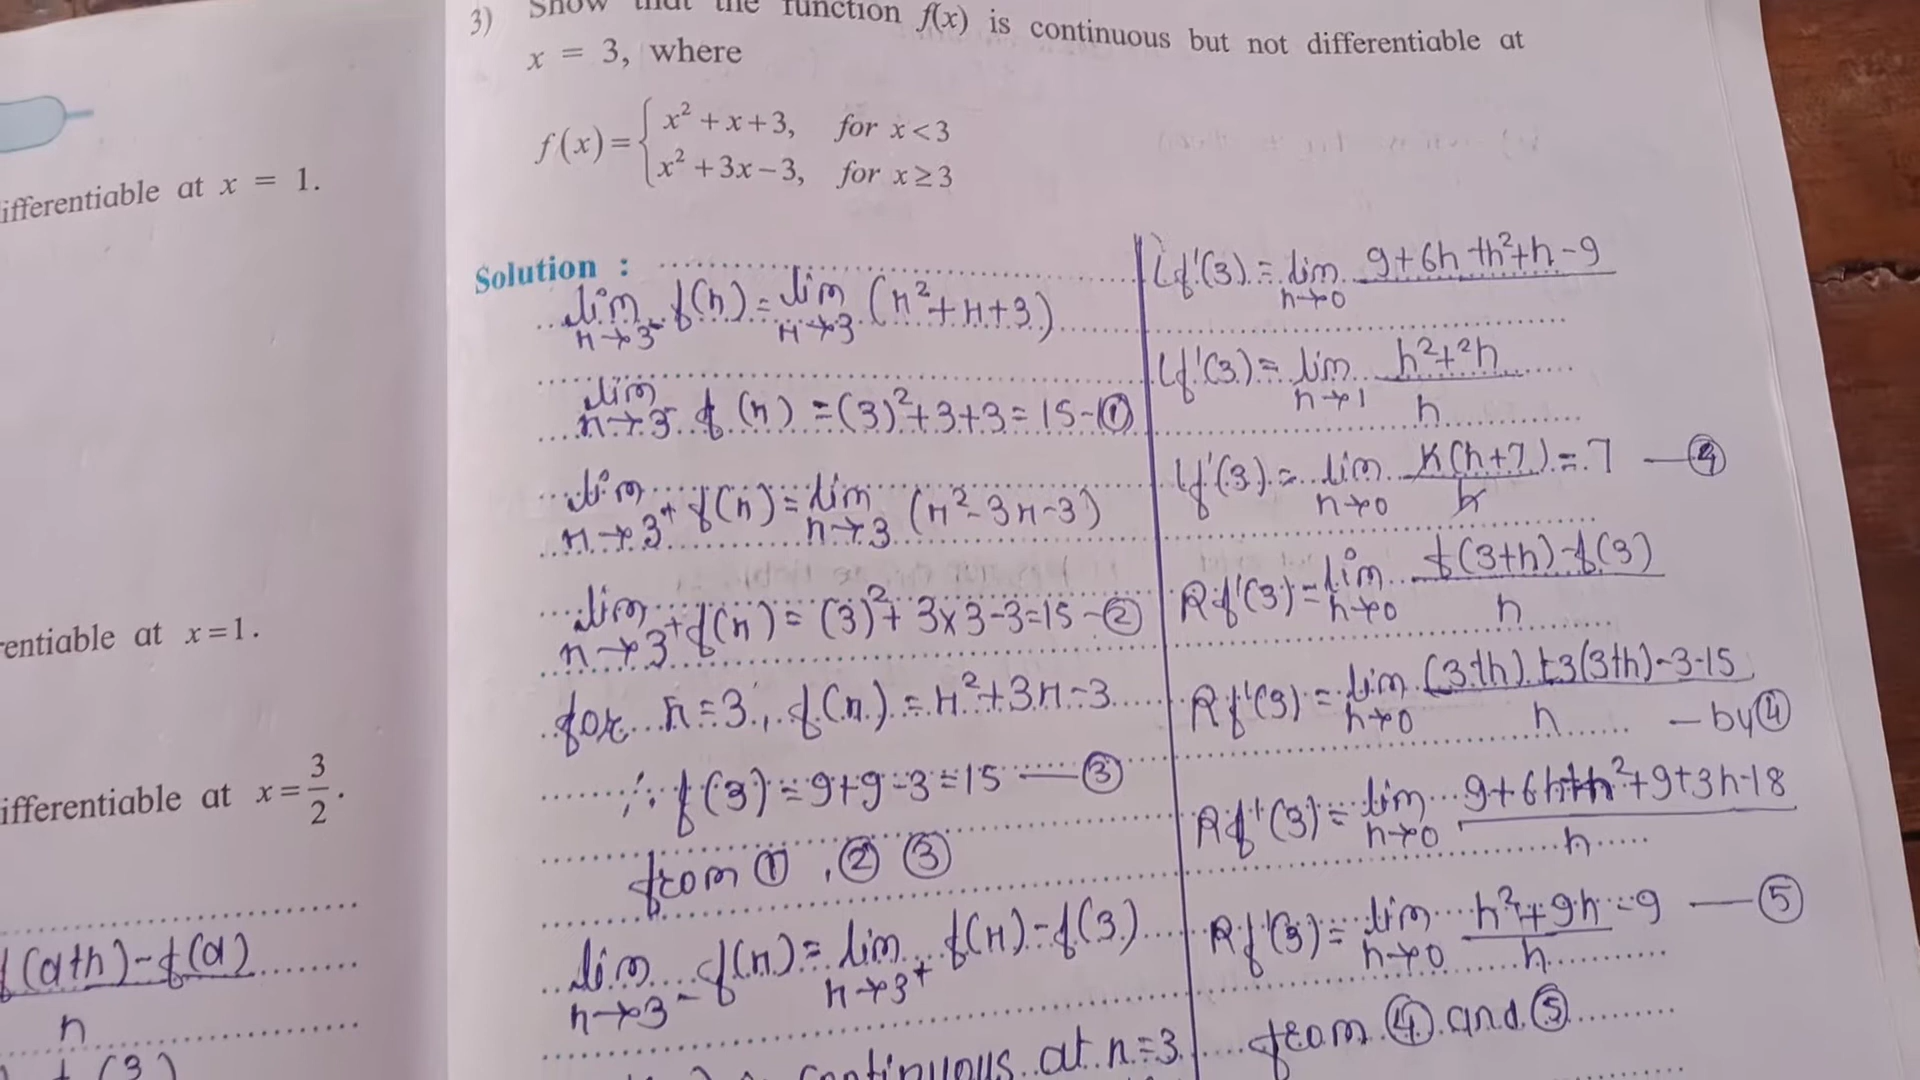 ifferentiable at x = 1.
rentiable at x=1.
ifferentiable at x=3/2.
f(a+h)-f(a)
h
3) Show that the function f(x) is continuous but not differentiable at
x = 3, where
f(x)={ x²+x+3, for x<3
x²+3x-3, for x≥3
Solution :
lim x→3⁻ f(x)=lim x→3 (x²+x+3)
lim x→3⁻ f(x) =(3)²+3+3=15-①
lim x→3⁺ f(x)=lim x→3 (x²-3x-3)
lim x→3⁺ f(x)=(3)²+3x3-3=15-②
for x=3, f(x)=x²+3x-3
∴ f(3)=9+9-3=15 —③
from ①,② ③
lim x→3⁻ f(x)=lim x→3⁺ f(x)-f(3)
continuous at x=3
Lf'(3)=lim h→0 9+6h+h²+h-9
Lf'(3)=lim h→1 h²+2h / h
Lf'(3)=lim h→0 h(h+7) / h =7 —④
Rf'(3)=lim h→0 f(3+h)-f(3) / h
Rf'(3)=lim h→0 (3+h)+3(3+h)-3-15 / h -by④
Rf'(3)=lim h→0 9+6h+h²+9+3h-18 / h
Rf'(3)=lim h→0 h²+9h / h =9 —⑤
from ④ and ⑤